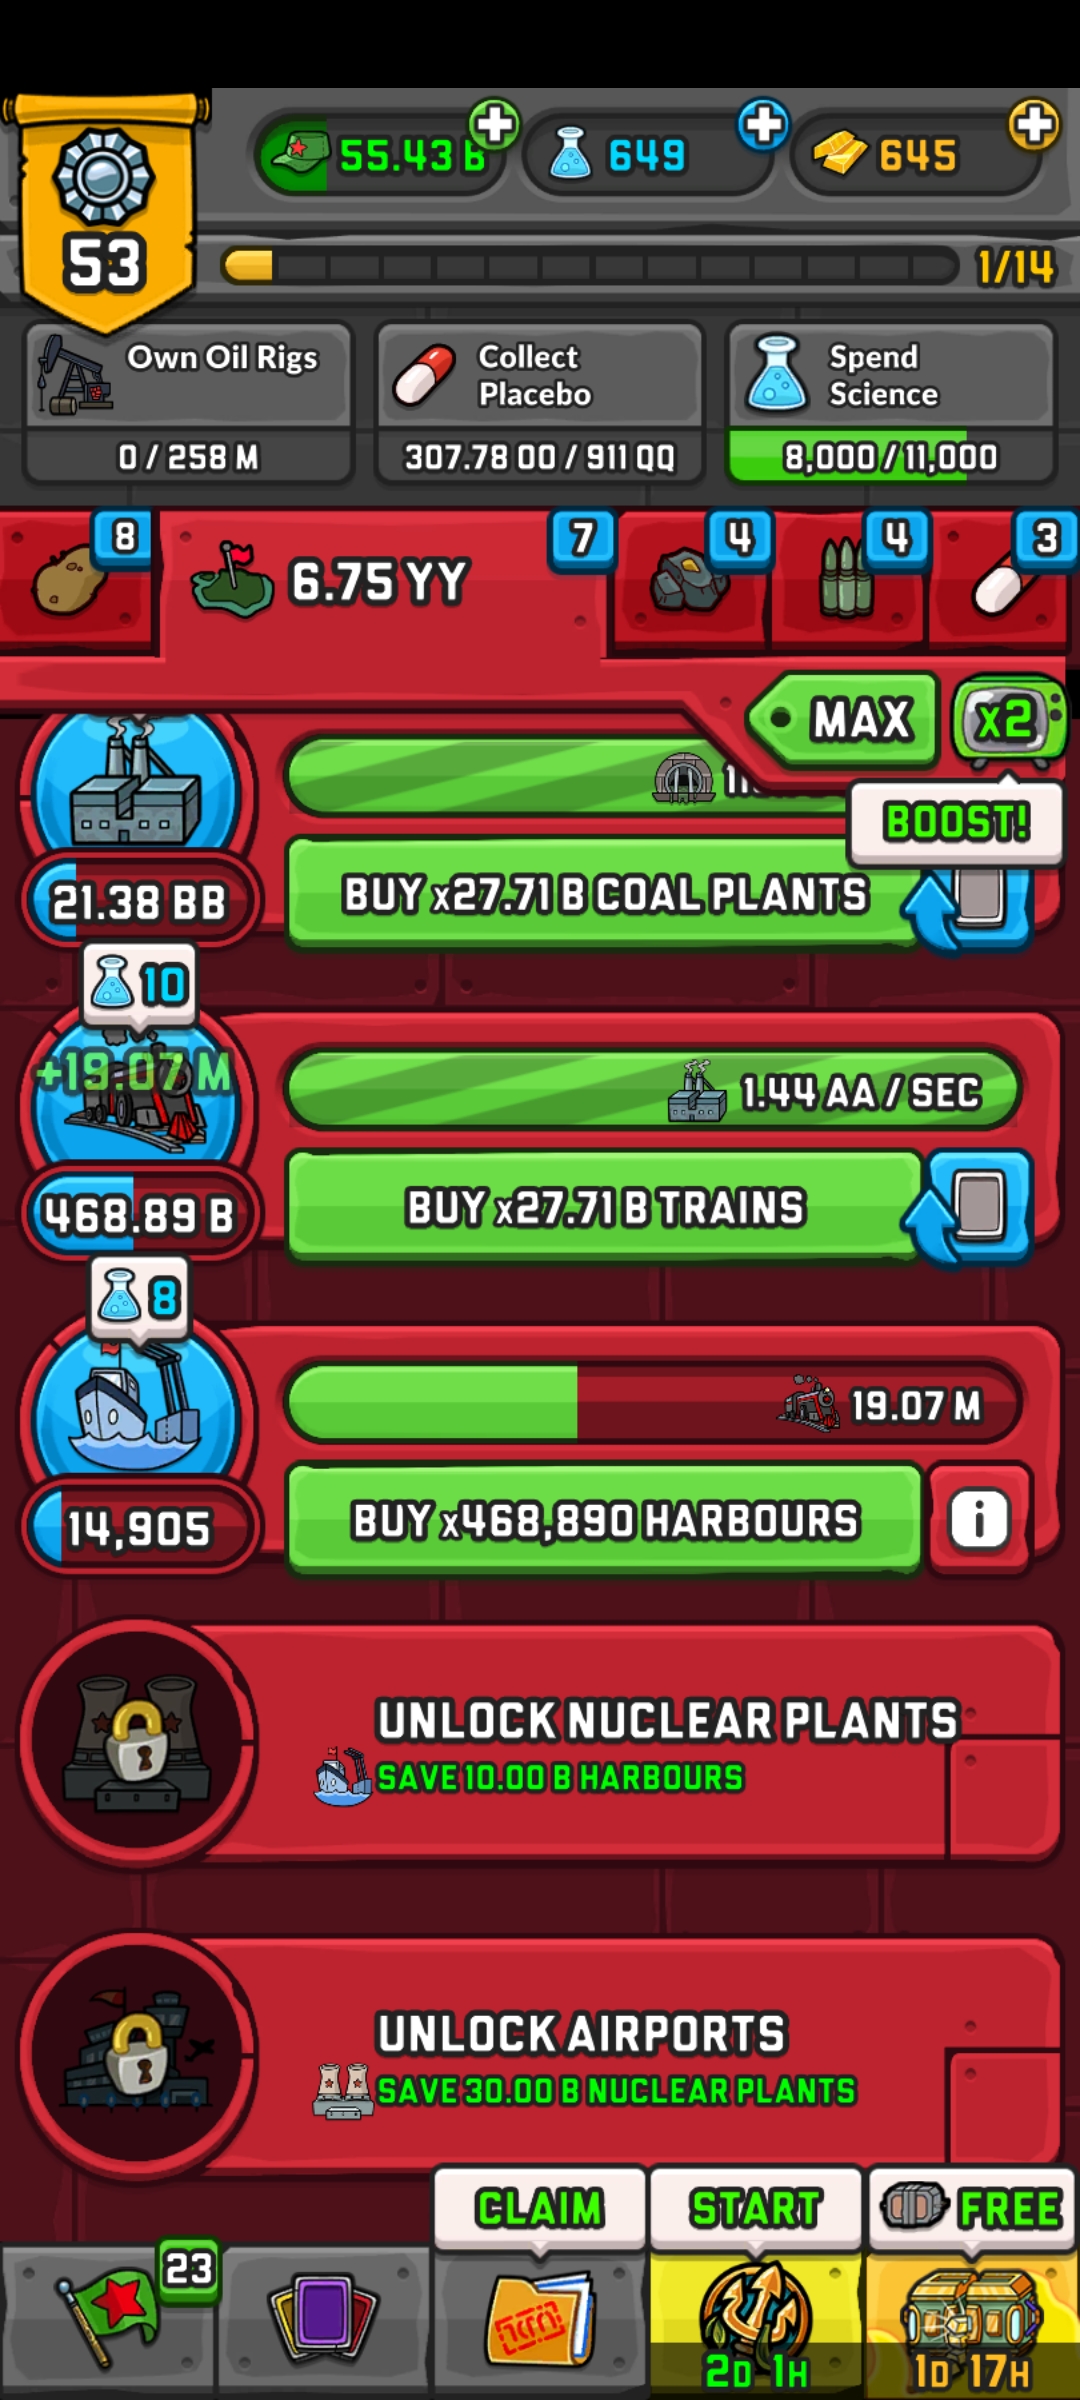 55.43 B
649
645
53
1/14
Own Oil Rigs
0 / 258 M
Collect
Placebo
307.78 OO / 911 QQ
Spend
Science
8,000 / 11,000
8
6.75 YY
7
4
4
3
MAX
x2
BOOST!
21.38 BB
BUY x27.71 B COAL PLANTS
10
+19.07 M
1.44 AA / SEC
468.89 B
BUY x27.71 B TRAINS
8
19.07 M
14,905
BUY x468,890 HARBOURS
i
UNLOCK NUCLEAR PLANTS
SAVE 10.00 B HARBOURS
UNLOCK AIRPORTS
SAVE 30.00 B NUCLEAR PLANTS
CLAIM
START
FREE
23
2D 1H
1D 17H